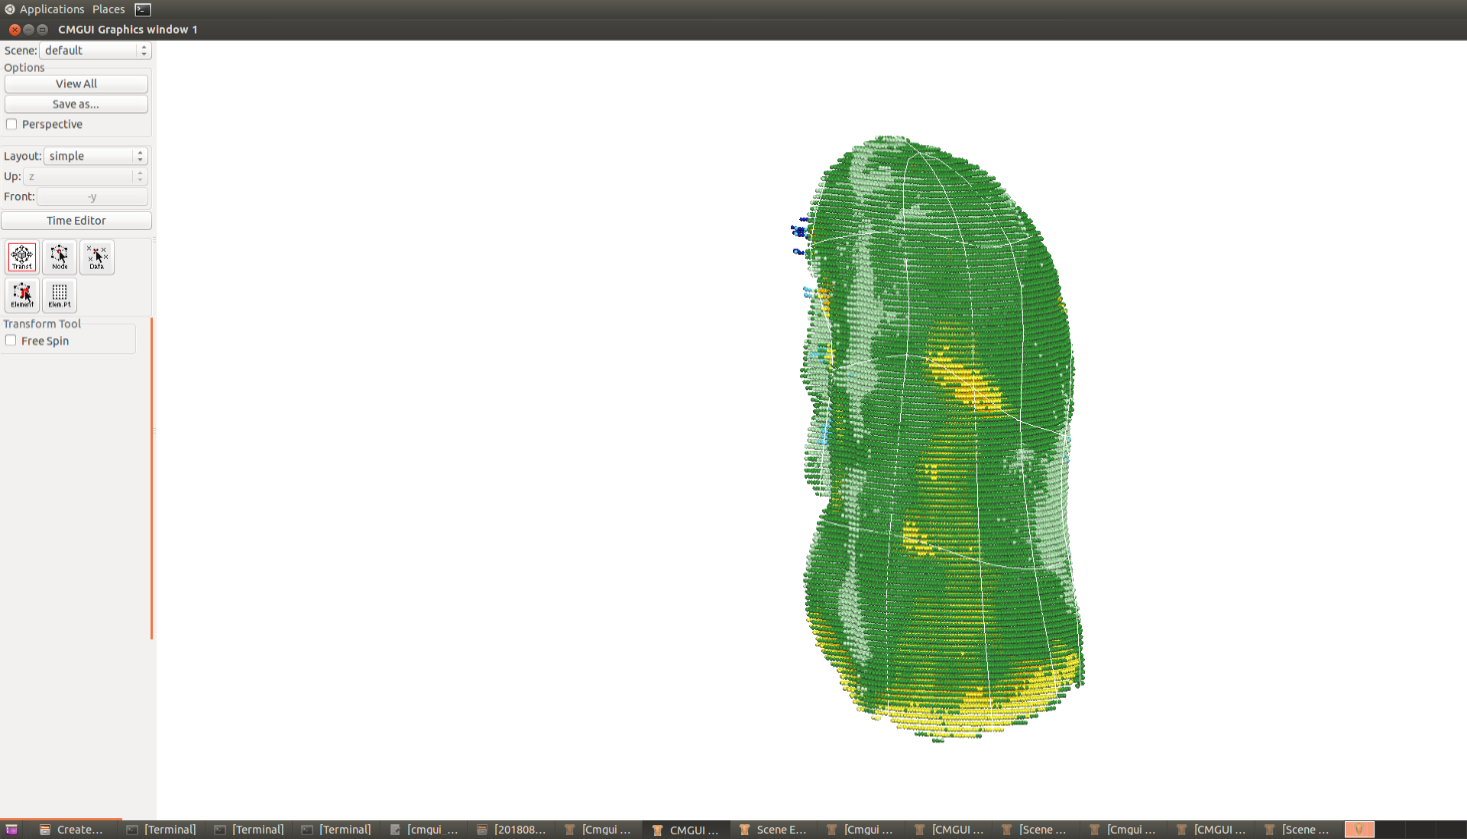 Applications Places
CMGUI Graphics window 1
Scene: default
Options
View All
Save as...
Perspective
Layout: simple
Up: z
Front: -y
Time Editor
Transf Node Data
Element Elem.Pt
Transform Tool
Free Spin
Create... [Terminal] [Terminal] [Terminal] [cmgui ... [201808... [Cmgui ... CMGUI ... Scene E... [Cmgui ... [CMGUI ... [Scene ... [Cmgui ... [CMGUI ... [Scene ...